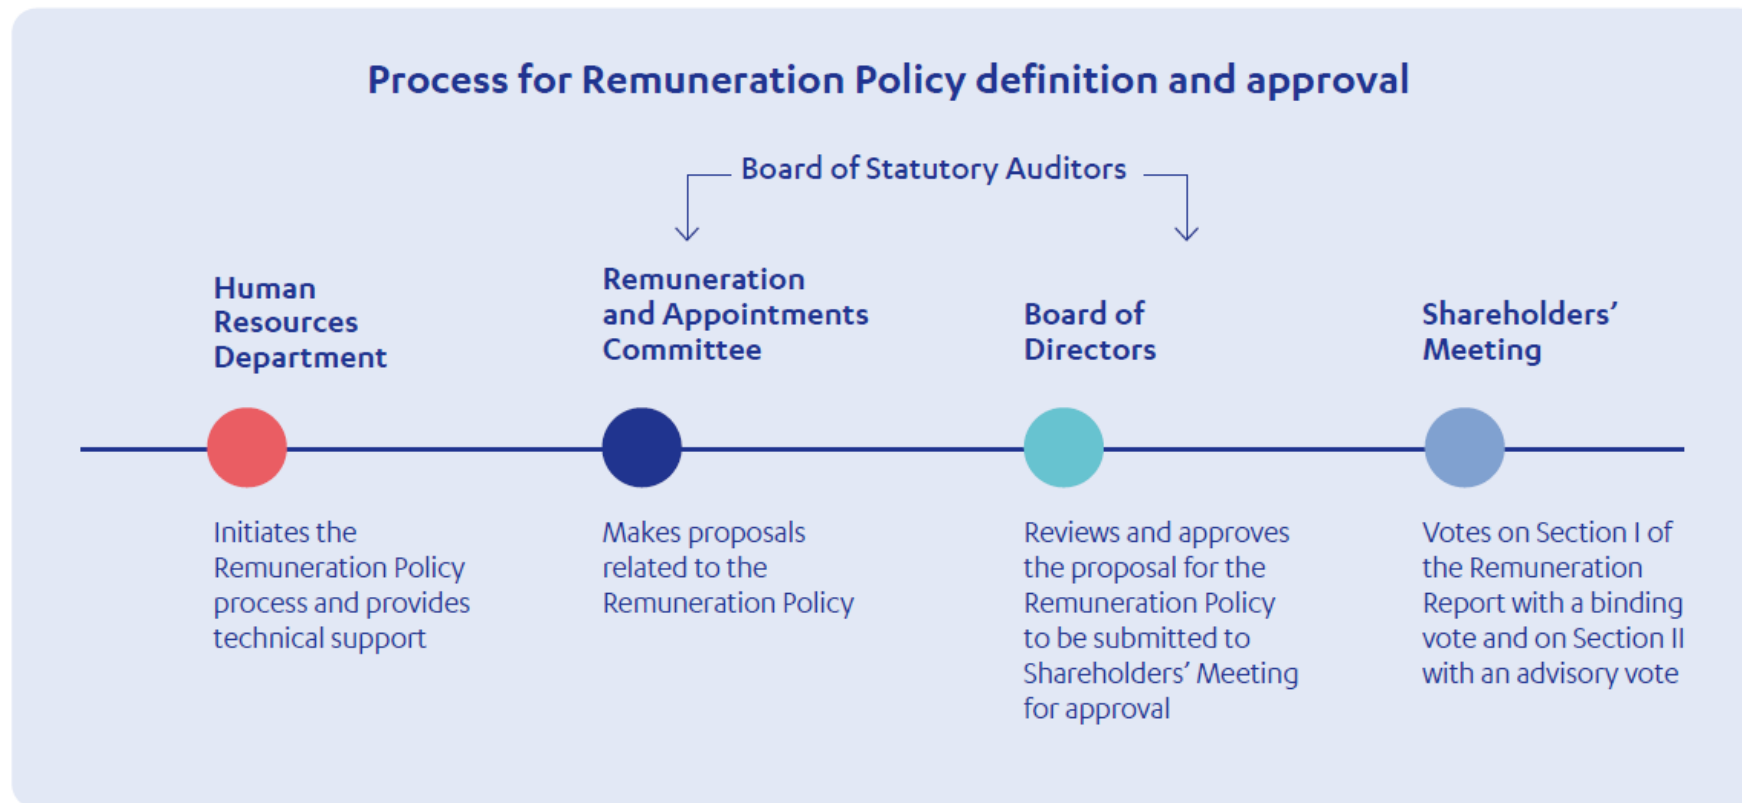 Process for Remuneration Policy definition and approval
Board of Statutory Auditors
Human
Resources
Department
Initiates the
Remuneration Policy
process and provides
technical support
Remuneration
and Appointments
Committee
Makes proposals
related to the
Remuneration Policy
Board of
Directors
Reviews and approves
the proposal for the
Remuneration Policy
to be submitted to
Shareholders’ Meeting
for approval
Shareholders’
Meeting
Votes on Section I of
the Remuneration
Report with a binding
vote and on Section II
with an advisory vote